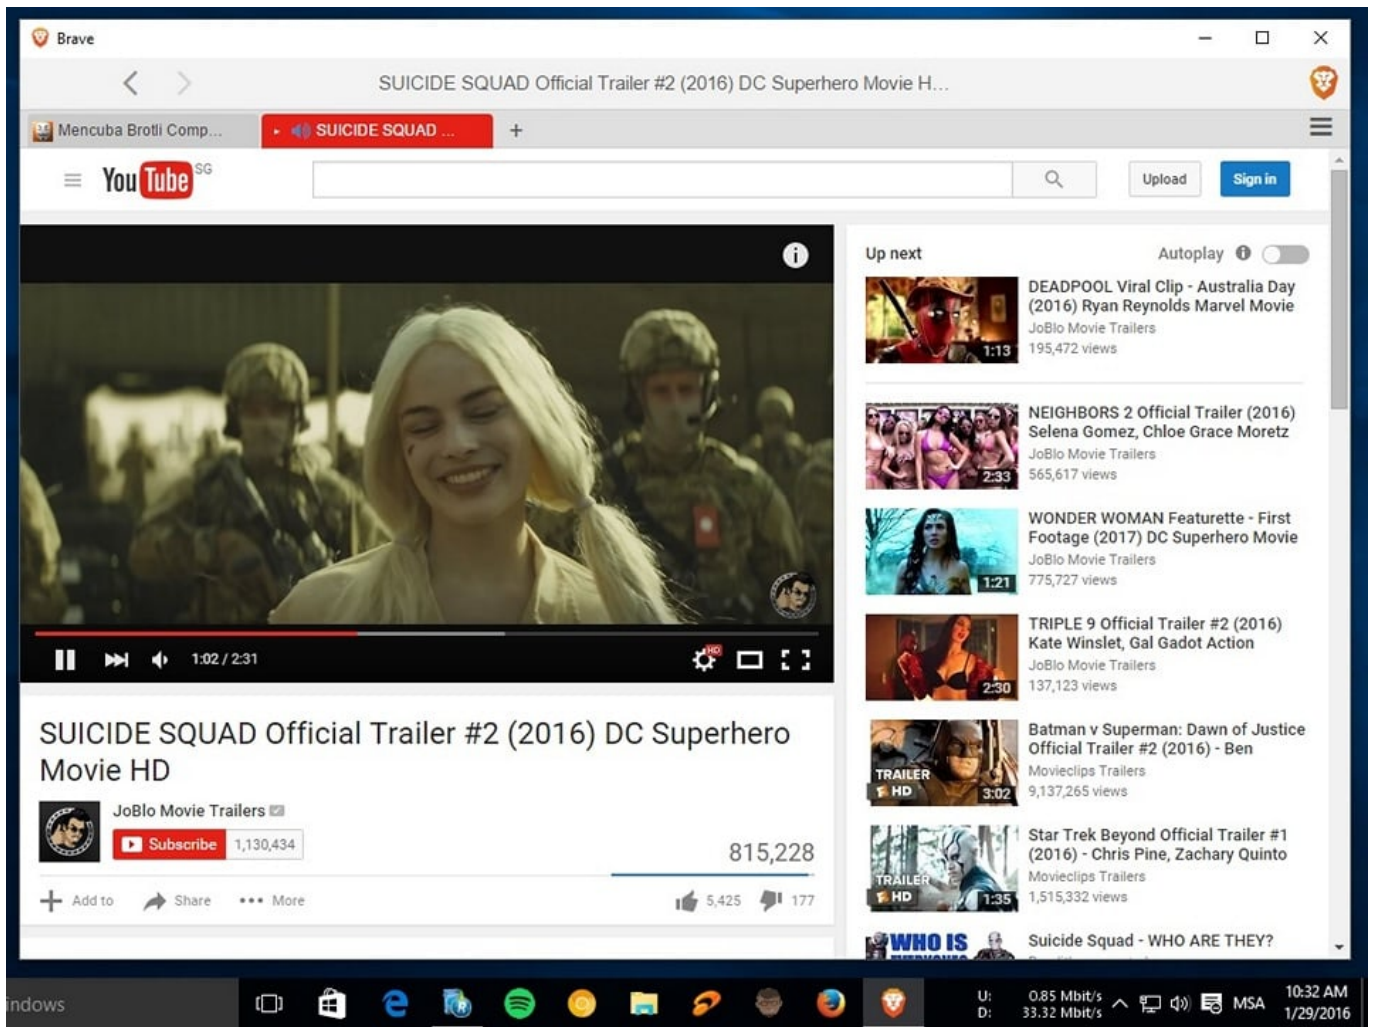 Brave
SUICIDE SQUAD Official Trailer #2 (2016) DC Superhero Movie H...
Mencuba Brotli Comp...
SUICIDE SQUAD ...
+
YouTube SG
Upload
Sign in
Up next
Autoplay
DEADPOOL Viral Clip - Australia Day
(2016) Ryan Reynolds Marvel Movie
JoBlo Movie Trailers
195,472 views
1:13
NEIGHBORS 2 Official Trailer (2016)
Selena Gomez, Chloe Grace Moretz
JoBlo Movie Trailers
565,617 views
2:33
WONDER WOMAN Featurette - First
Footage (2017) DC Superhero Movie
JoBlo Movie Trailers
775,727 views
1:21
TRIPLE 9 Official Trailer #2 (2016)
Kate Winslet, Gal Gadot Action
JoBlo Movie Trailers
137,123 views
2:30
Batman v Superman: Dawn of Justice
Official Trailer #2 (2016) - Ben
Movieclips Trailers
9,137,265 views
TRAILER
HD
3:02
Star Trek Beyond Official Trailer #1
(2016) - Chris Pine, Zachary Quinto
Movieclips Trailers
1,515,332 views
TRAILER
HD
1:35
WHO IS
Suicide Squad - WHO ARE THEY?
1:02 / 2:31
HD
SUICIDE SQUAD Official Trailer #2 (2016) DC Superhero
Movie HD
JoBlo Movie Trailers
Subscribe 1,130,434
815,228
Add to
Share
More
5,425
177
indows
U: 0.85 Mbit/s
D: 33.32 Mbit/s
MSA
10:32 AM
1/29/2016